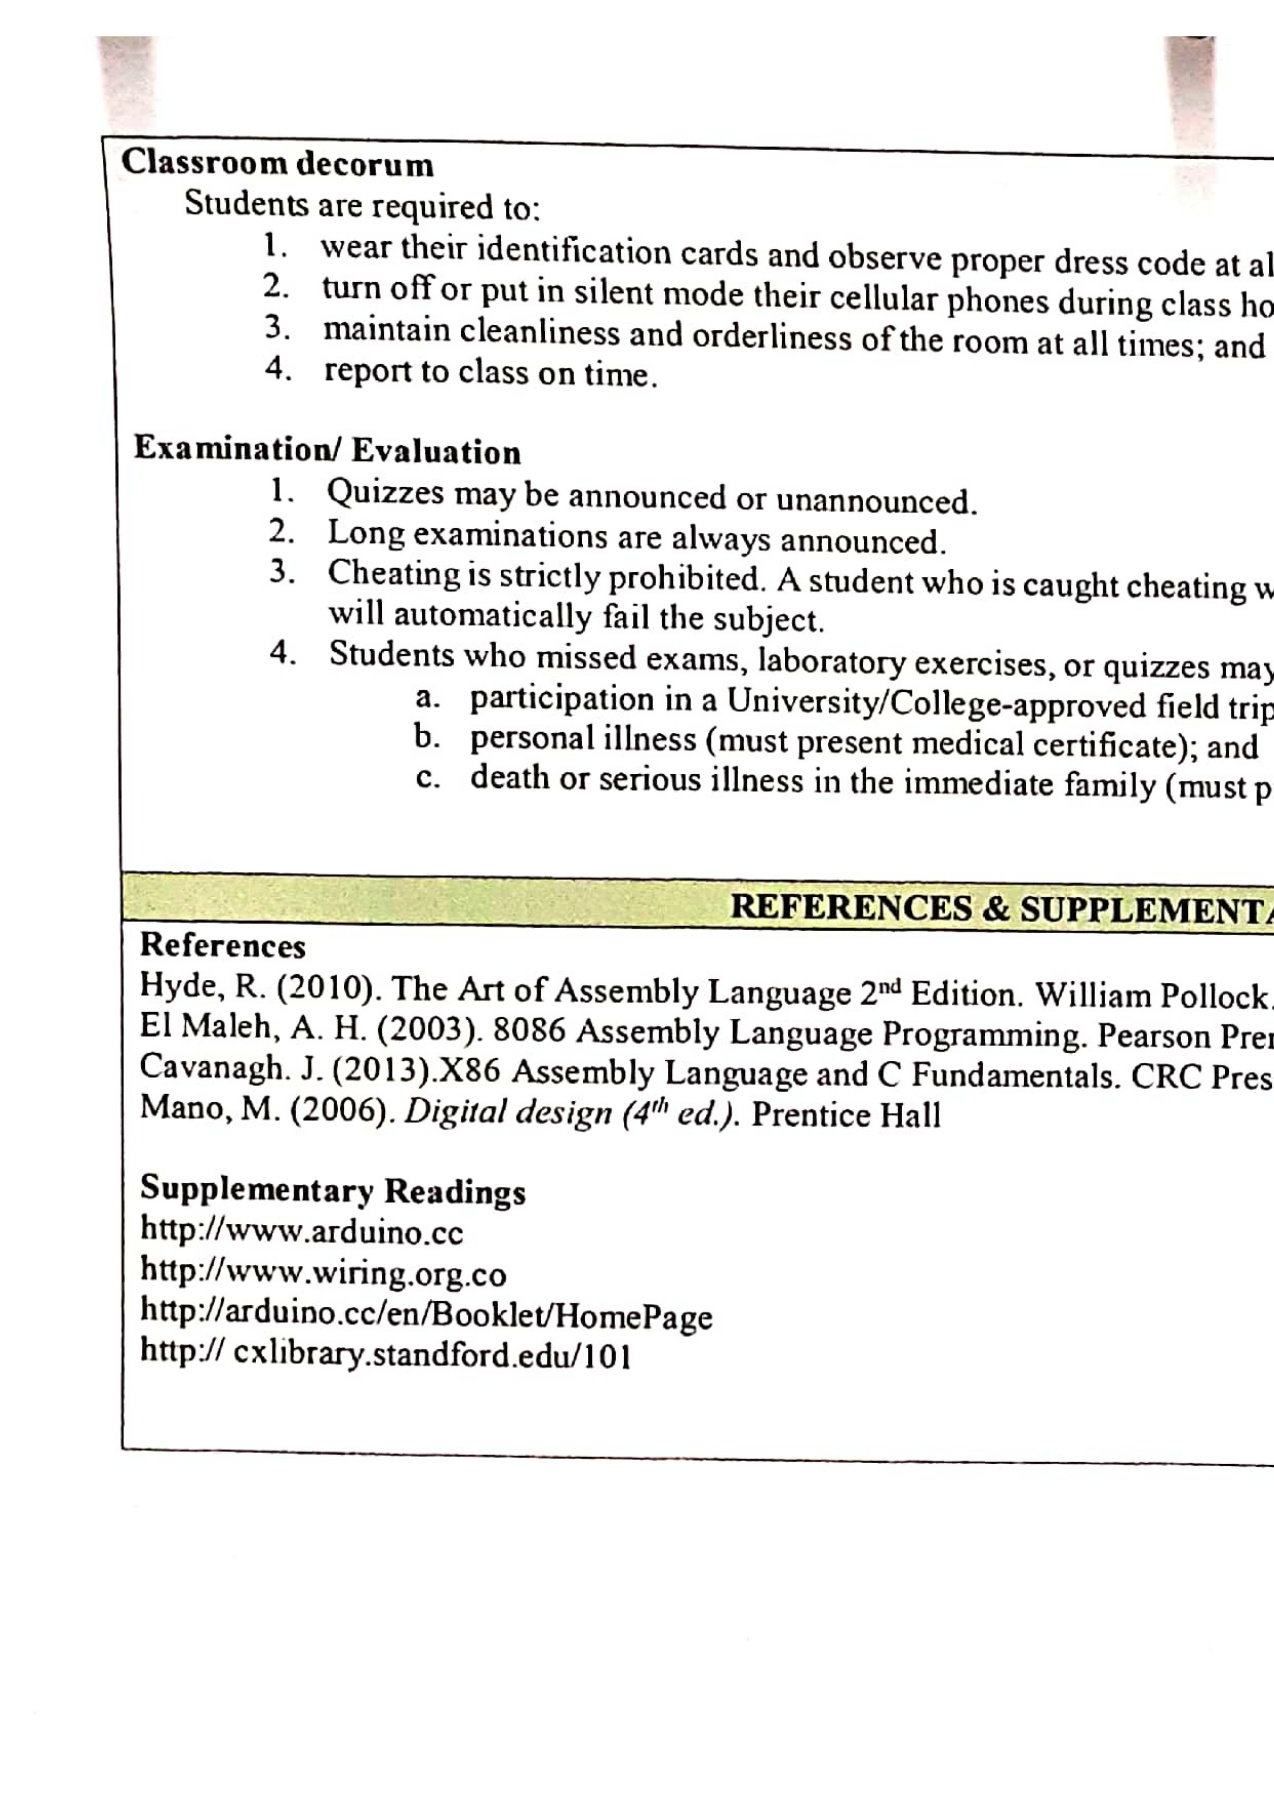 Classroom decorum
Students are required to:
1. wear their identification cards and observe proper dress code at al
2. turn off or put in silent mode their cellular phones during class ho
3. maintain cleanliness and orderliness of the room at all times; and
4. report to class on time.
Examination/ Evaluation
1. Quizzes may be announced or unannounced.
2. Long examinations are always announced.
3. Cheating is strictly prohibited. A student who is caught cheating w
will automatically fail the subject.
4. Students who missed exams, laboratory exercises, or quizzes may
a. participation in a University/College-approved field trip
b. personal illness (must present medical certificate); and
c. death or serious illness in the immediate family (must p
REFERENCES & SUPPLEMENTA
References
Hyde, R. (2010). The Art of Assembly Language 2nd Edition. William Pollock.
El Maleh, A. H. (2003). 8086 Assembly Language Programming. Pearson Pren
Cavanagh. J. (2013).X86 Assembly Language and C Fundamentals. CRC Pres
Mano, M. (2006). Digital design (4th ed.). Prentice Hall
Supplementary Readings
http://www.arduino.cc
http://www.wiring.org.co
http://arduino.cc/en/Booklet/HomePage
http:// cxlibrary.standford.edu/101